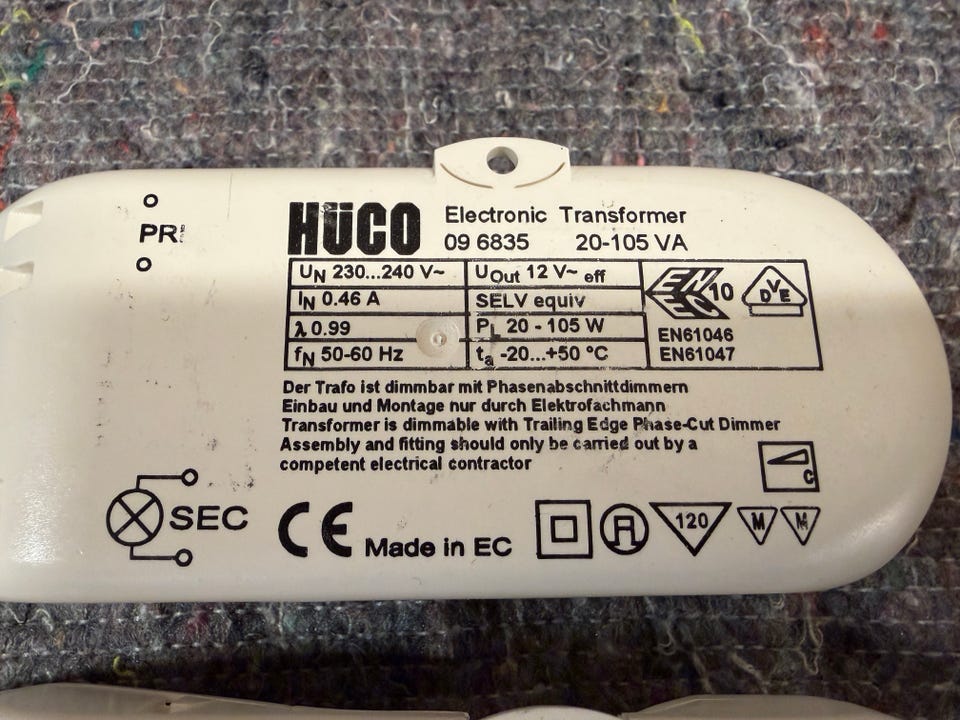 PRI
HÜCO Electronic Transformer
09 6835 20-105 VA
UN 230...240 V~ UOut 12 V~ eff
IN 0.46 A SELV equiv
λ 0.99 PL 20 - 105 W
fN 50-60 Hz ta -20...+50 °C
ENEC 10 DVE
EN61046
EN61047
Der Trafo ist dimmbar mit Phasenabschnittdimmern
Einbau und Montage nur durch Elektrofachmann
Transformer is dimmable with Trailing Edge Phase-Cut Dimmer
Assembly and fitting should only be carried out by a
competent electrical contractor
C
SEC
CE Made in EC
120 M M